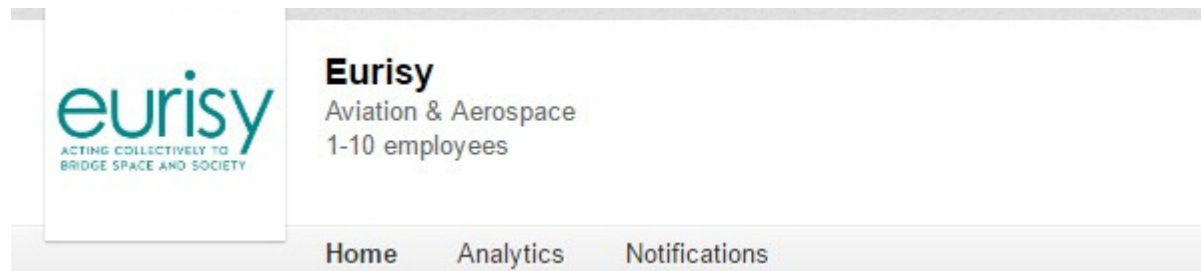 eurisy
ACTING COLLECTIVELY TO
BRIDGE SPACE AND SOCIETY
Eurisy
Aviation & Aerospace
1-10 employees
Home Analytics Notifications